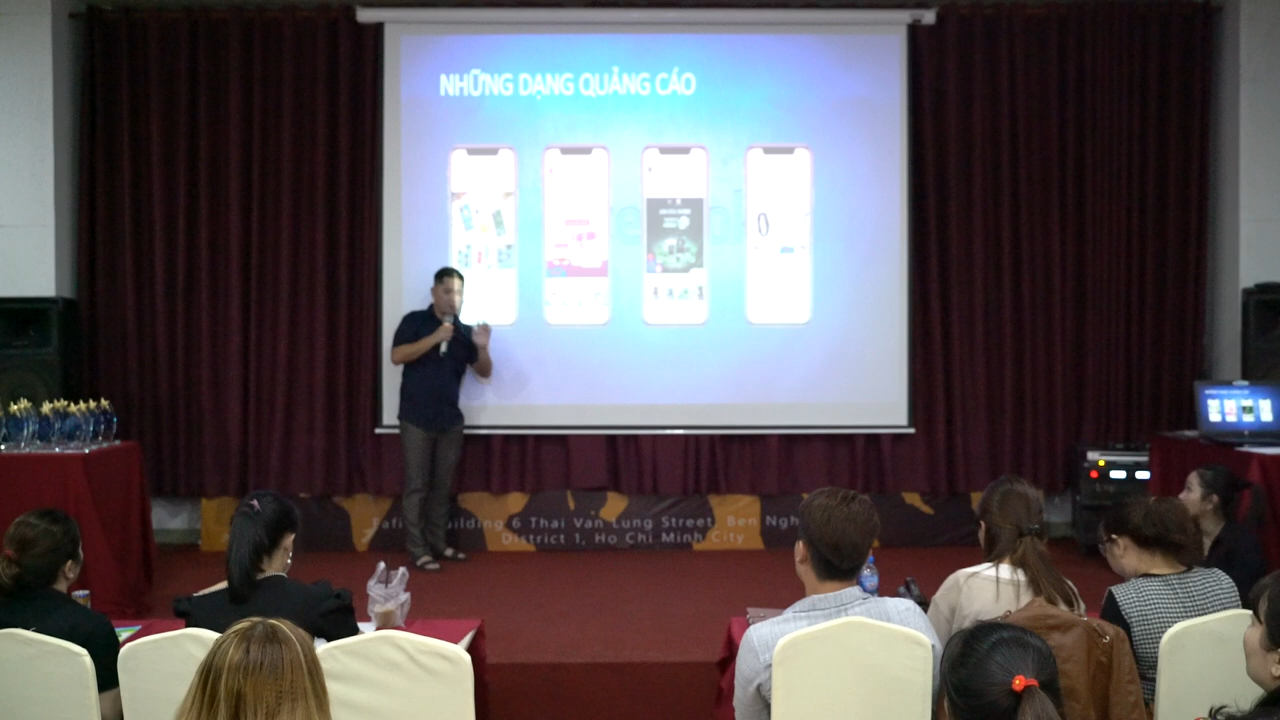 NHỮNG DẠNG QUẢNG CÁO
Building 6 Thai Van Lung Street, Ben Ngh
District 1, Ho Chi Minh City